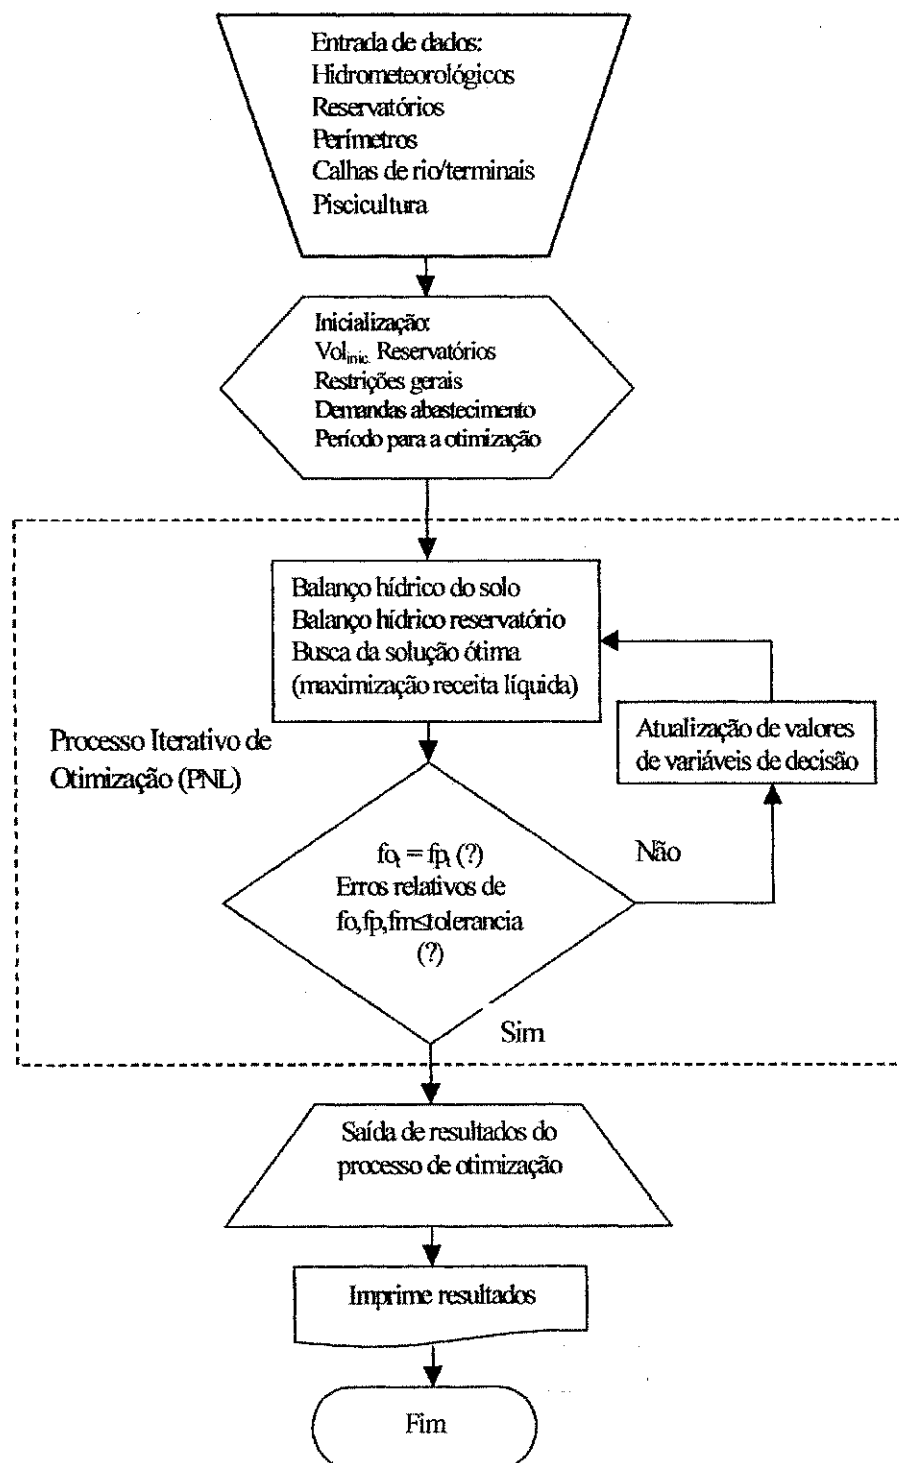 Entrada de dados:
Hidrometeorológicos
Reservatórios
Perímetros
Calhas de rio/terminais
Piscicultura
Inicialização:
Vol_inic. Reservatórios
Restrições gerais
Demandas abastecimento
Período para a otimização
Balanço hídrico do solo
Balanço hídrico reservatório
Busca da solução ótima
(maximização receita líquida)
Atualização de valores
de variáveis de decisão
Processo Iterativo de
Otimização (PNL)
fo_t = fp_t (?)
Erros relativos de
fo,fp,fm≤tolerancia
(?)
Não
Sim
Saída de resultados do
processo de otimização
Imprime resultados
Fim